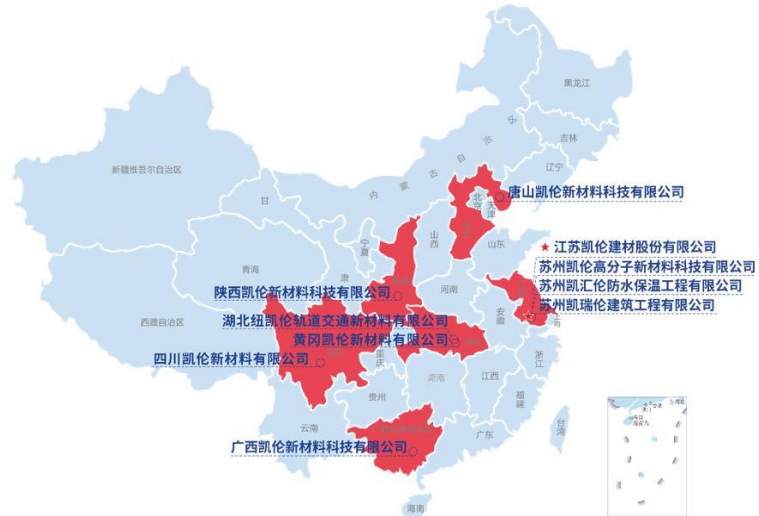 黑龙江
吉林
辽宁
内蒙古自治区
新疆维吾尔自治区
甘
肃
北京
天津
唐山凯伦新材料科技有限公司
宁夏
山西
山东
青海
江苏凯伦建材股份有限公司
苏州凯伦高分子新材料科技有限公司
苏州凯汇伦防水保温工程有限公司
苏州凯瑞伦建筑工程有限公司
陕西凯伦新材料科技有限公司
河南
安徽
上海
西藏自治区
湖北纽凯伦轨道交通新材料有限公司
黄冈凯伦新材料有限公司
四川凯伦新材料有限公司
重庆
浙江
湖南
江西
贵州
福建
云南
广西凯伦新材料科技有限公司
广东
台湾
海南